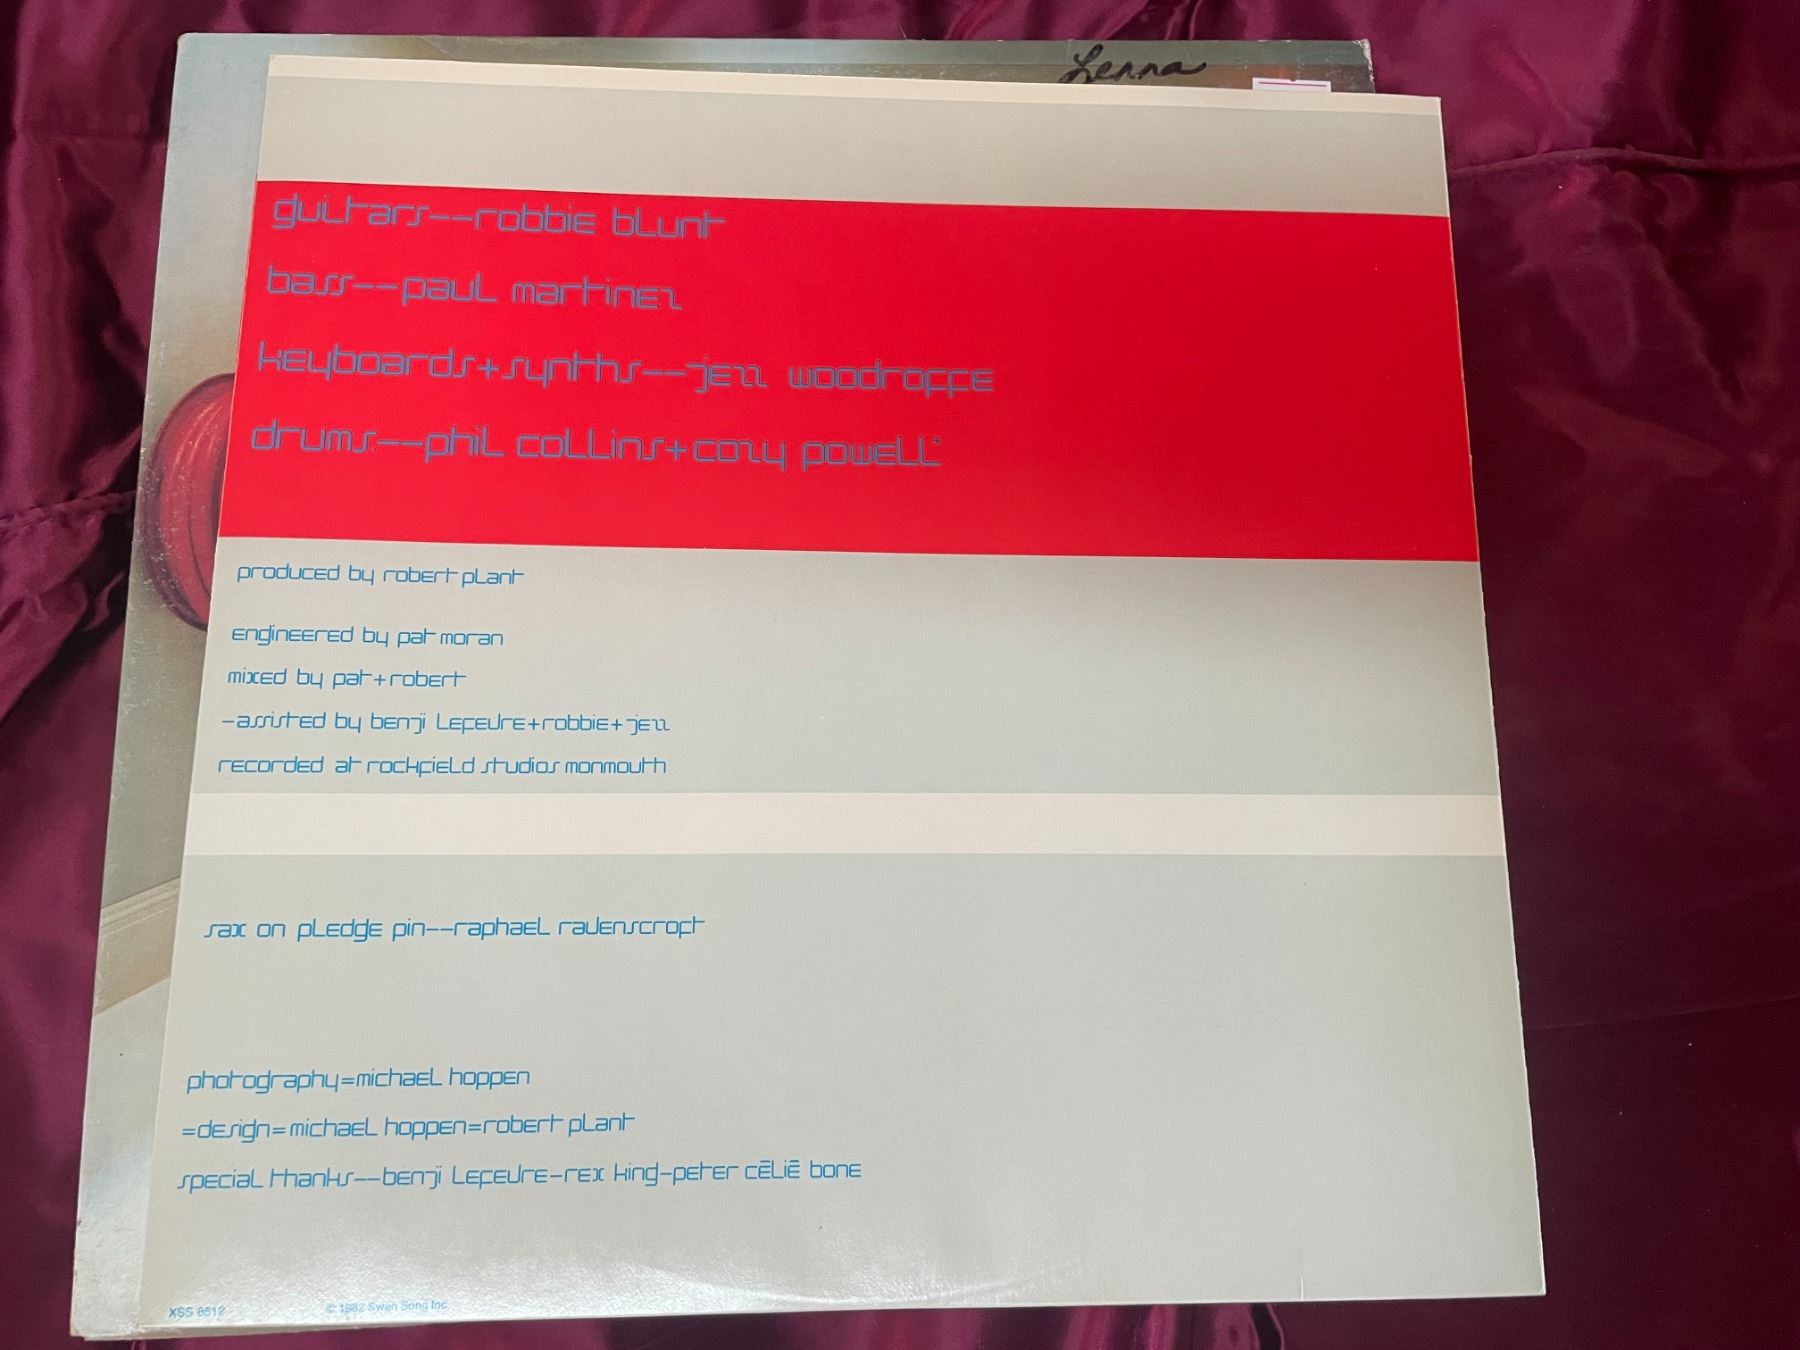 Lenna
guitars--robbie blunt
bass--paul martinez
keyboards+synths--jezz woodroffe
drums--phil collins+cozy powell*
produced by robert plant
engineered by pat moran
mixed by pat+robert
-assisted by benji lefevre+robbie+jezz
recorded at rockfield studios monmouth
sax on pledge pin--raphael ravenscroft
photography=michael hoppen
=design=michael hoppen=robert plant
special thanks--benji lefevre-rex king-peter cēliē bone
XSS 8512 © 1982 Swan Song Inc